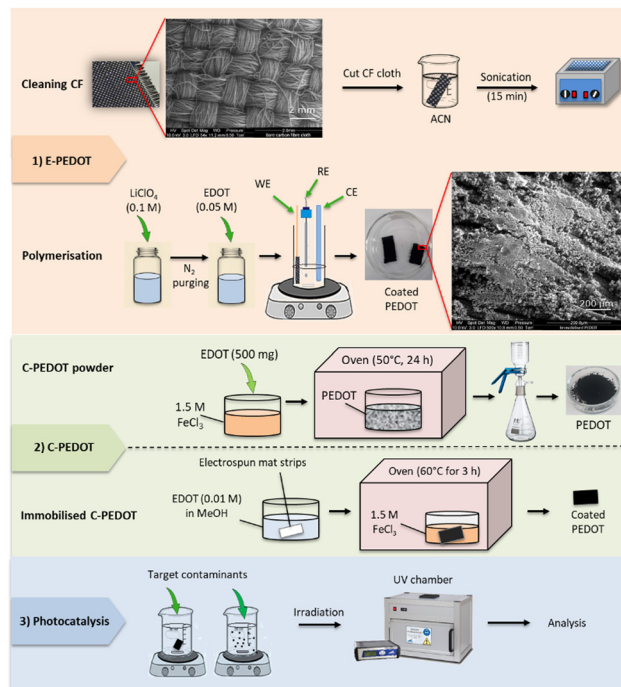 Cleaning CF
2 mm
Cut CF cloth
ACN
Sonication
(15 min)
1) E-PEDOT
LiClO₄
(0.1 M)
EDOT
(0.05 M)
WE
RE
CE
Polymerisation
N₂
purging
Coated
PEDOT
200 µm
C-PEDOT powder
EDOT (500 mg)
1.5 M
FeCl₃
Oven (50°C, 24 h)
PEDOT
PEDOT
2) C-PEDOT
Electrospun mat strips
Immobilised C-PEDOT
EDOT (0.01 M)
in MeOH
Oven (60°C for 3 h)
1.5 M
FeCl₃
Coated
PEDOT
3) Photocatalysis
Target contaminants
Irradiation
UV chamber
Analysis